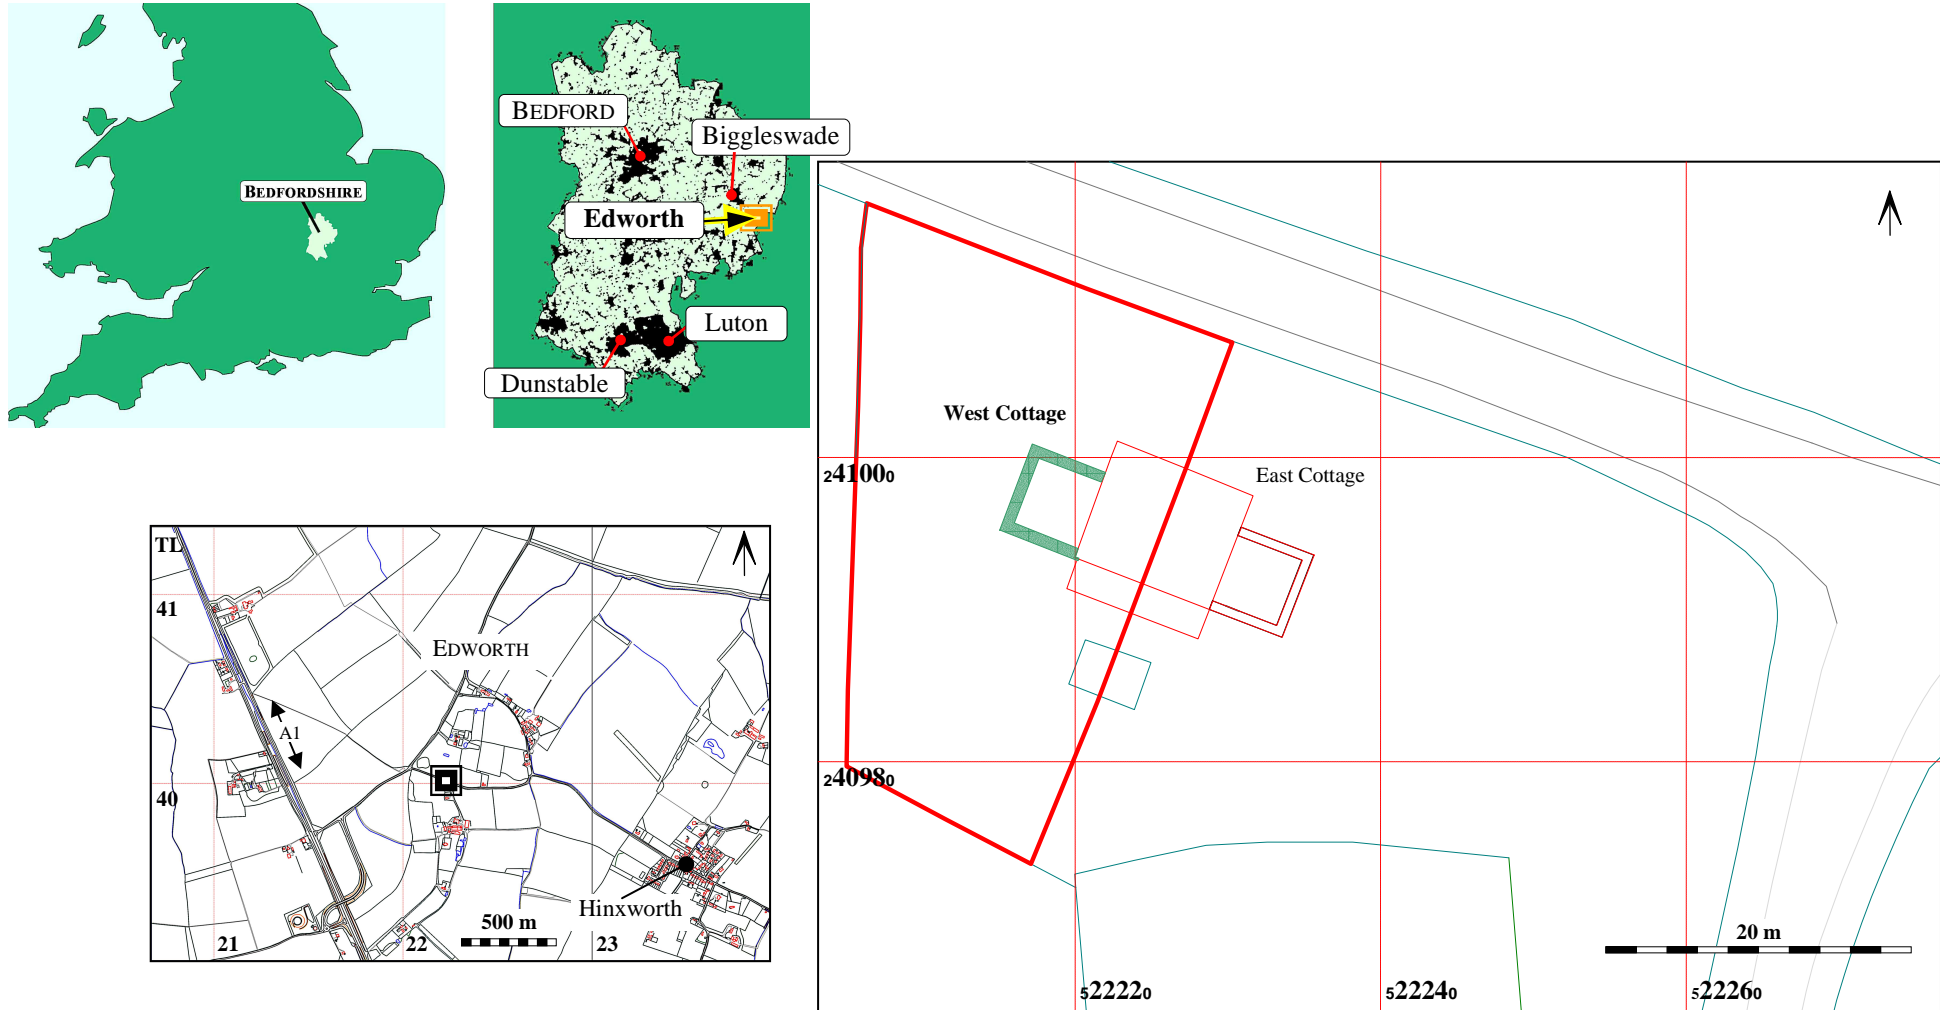 BEDFORDSHIRE
BEDFORD
Biggleswade
Edworth
Luton
Dunstable
West Cottage
East Cottage
241000
240980
522220
522240
522260
20 m
TL
41
EDWORTH
A1
40
Hinxworth
500 m
21
22
23